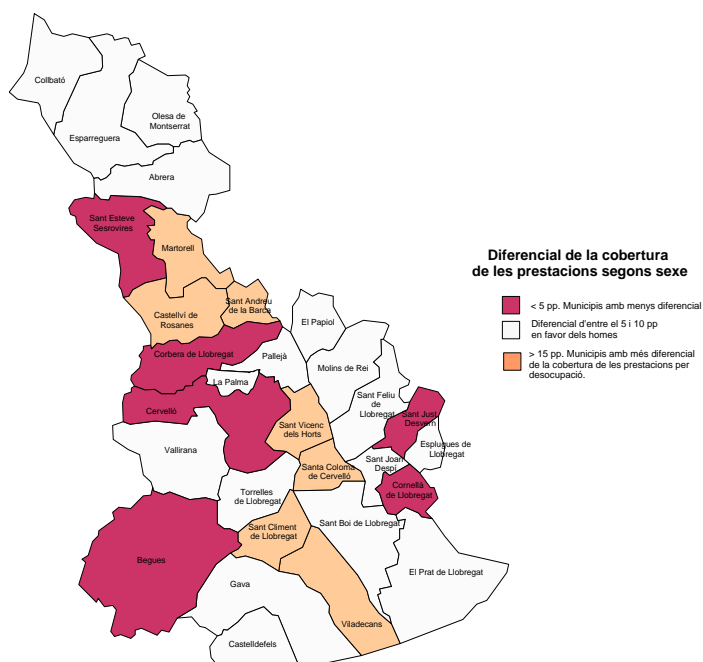 Collbató
Olesa de
Montserrat
Esparreguera
Abrera
Sant Esteve
Sesrovires
Martorell
Diferencial de la cobertura
de les prestacions segons sexe
< 5 pp. Municipis amb menys diferencial
Diferencial d'entre el 5 i 10 pp
en favor dels homes
> 15 pp. Municipis amb més diferencial
de la cobertura de les prestacions per
desocupació.
Castellví de
Rosanes
Sant Andreu
de la Barca
El Papiol
Corbera de Llobregat
Pallejà
Molins de Rei
La Palma
Sant Feliu
de
Llobregat
Cervelló
Sant Just
Desvern
Sant Vicenc
dels Horts
Esplugues de
Llobregat
Vallirana
Sant Joan
Despí
Santa Coloma
de Cervelló
Cornellà
de Llobregat
Torrelles
de Llobregat
Sant Climent
de Llobregat
Sant Boi de Llobregat
Begues
El Prat de Llobregat
Gava
Viladecans
Castelldefels